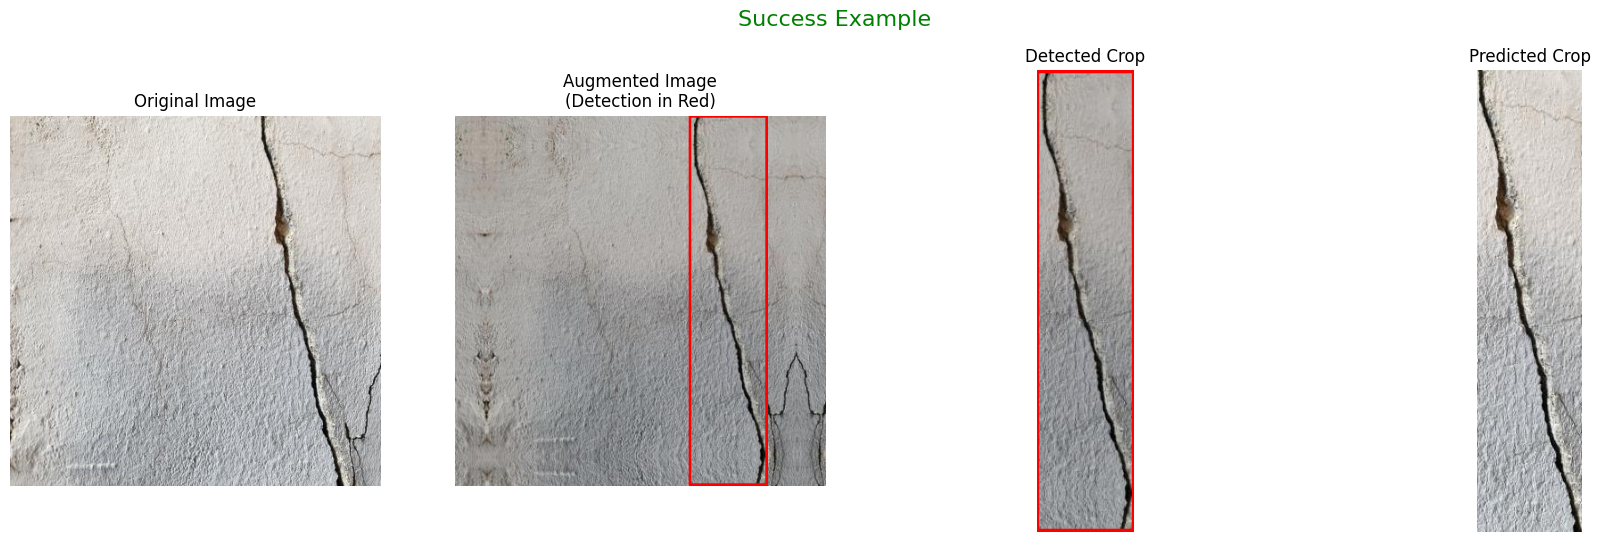 Success Example
Original Image
Augmented Image
(Detection in Red)
Detected Crop
Predicted Crop